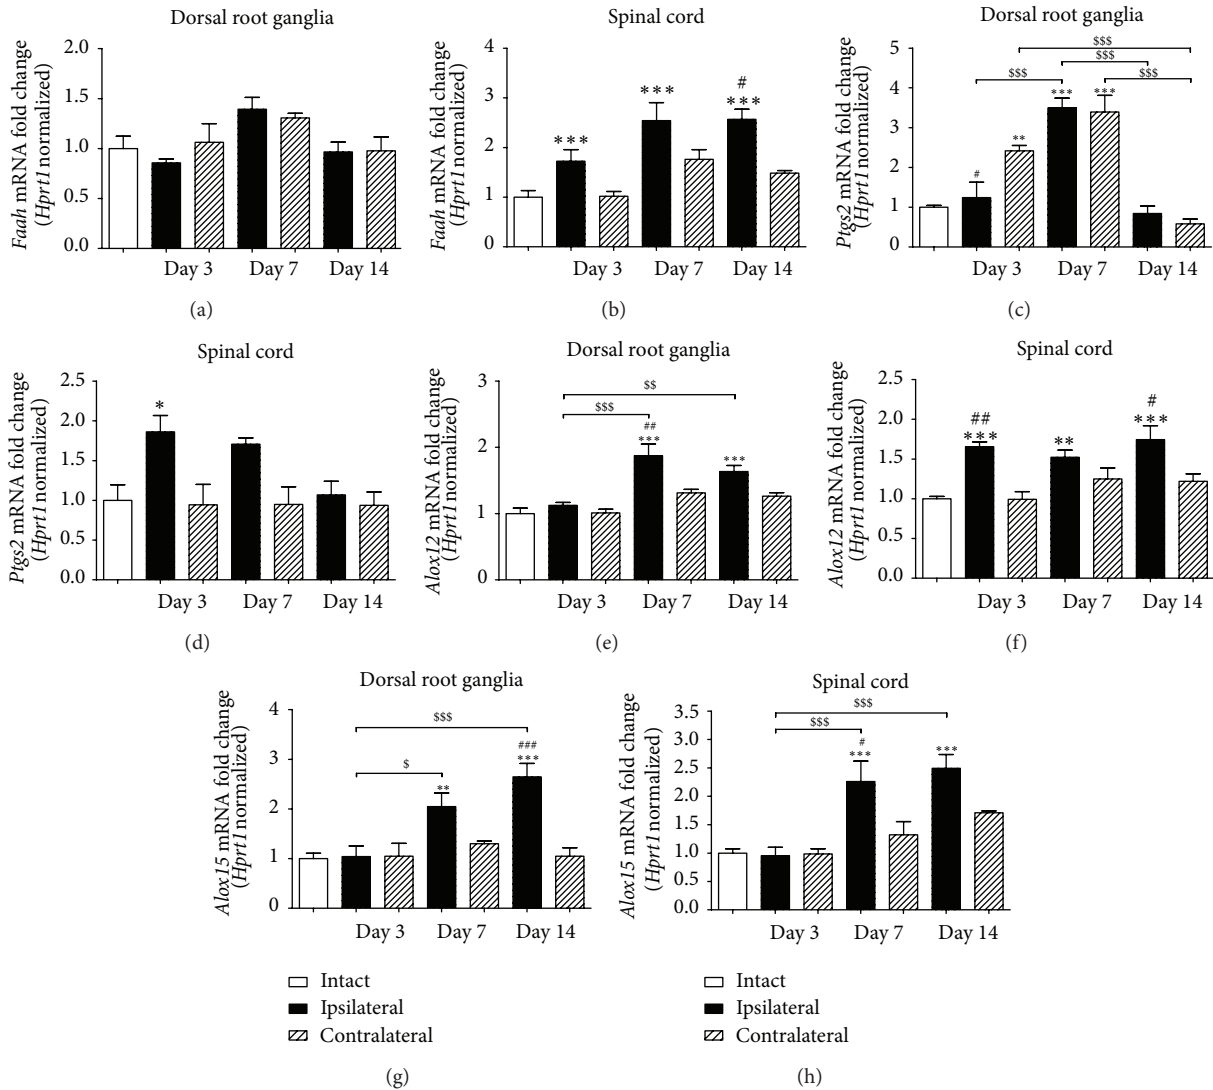 Dorsal root ganglia
Faah mRNA fold change
(Hprt1 normalized)
2.0
1.5
1.0
0.5
0.0
Day 3
Day 7
Day 14
(a)
Spinal cord
Faah mRNA fold change
(Hprt1 normalized)
4
3
2
1
0
***
***
#
***
Day 3
Day 7
Day 14
(b)
Dorsal root ganglia
Ptgs2 mRNA fold change
(Hprt1 normalized)
5
4
3
2
1
0
$$$
$$$
$$$
$$$
#
**
***
***
Day 3
Day 7
Day 14
(c)
Spinal cord
Ptgs2 mRNA fold change
(Hprt1 normalized)
2.5
2.0
1.5
1.0
0.5
0.0
*
Day 3
Day 7
Day 14
(d)
Dorsal root ganglia
Alox12 mRNA fold change
(Hprt1 normalized)
3
2
1
0
$$
$$$
##
***
***
Day 3
Day 7
Day 14
(e)
Spinal cord
Alox12 mRNA fold change
(Hprt1 normalized)
2.5
2.0
1.5
1.0
0.5
0.0
##
***
**
#
***
Day 3
Day 7
Day 14
(f)
Dorsal root ganglia
Alox15 mRNA fold change
(Hprt1 normalized)
4
3
2
1
0
$$$
$
**
###
***
Day 3
Day 7
Day 14
Intact
Ipsilateral
Contralateral
(g)
Spinal cord
Alox15 mRNA fold change
(Hprt1 normalized)
3.5
3.0
2.5
2.0
1.5
1.0
0.5
0.0
$$$
$$$
#
***
***
Day 3
Day 7
Day 14
Intact
Ipsilateral
Contralateral
(h)